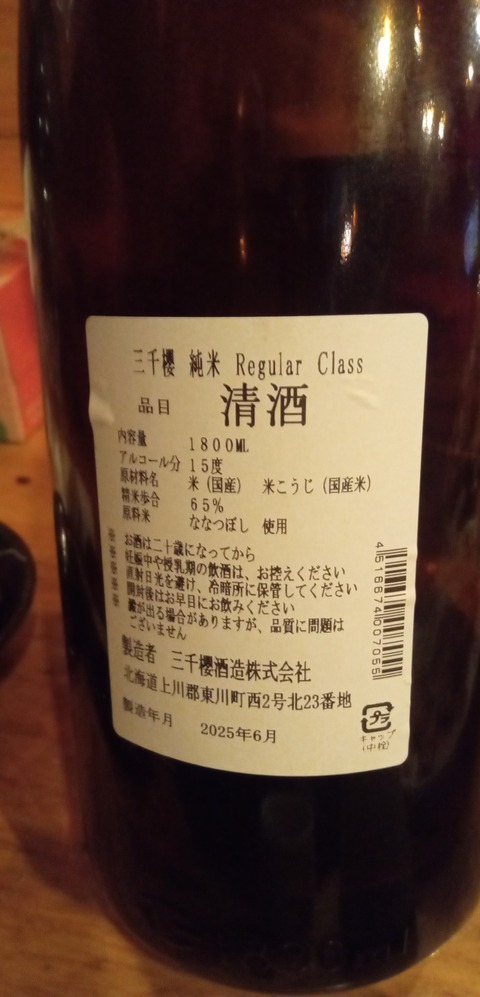 三千櫻 純米 Regular Class
品目 清酒
内容量 1800ML
アルコール分 15度
原材料名 米（国産） 米こうじ（国産米）
精米歩合 65%
原料米 ななつぼし 使用
※ お酒は二十歳になってから
※ 妊娠中や授乳期の飲酒は、お控えください
※ 直射日光を避け、冷暗所に保管してください
※ 開封後はお早目にお飲みください
※ 澱が出る場合がありますが、品質に問題は
ございません
製造者 三千櫻酒造株式会社
北海道上川郡東川町西2号北23番地
製造年月 2025年6月
4516674007055
プラ
キャップ
(中栓)
1800ml